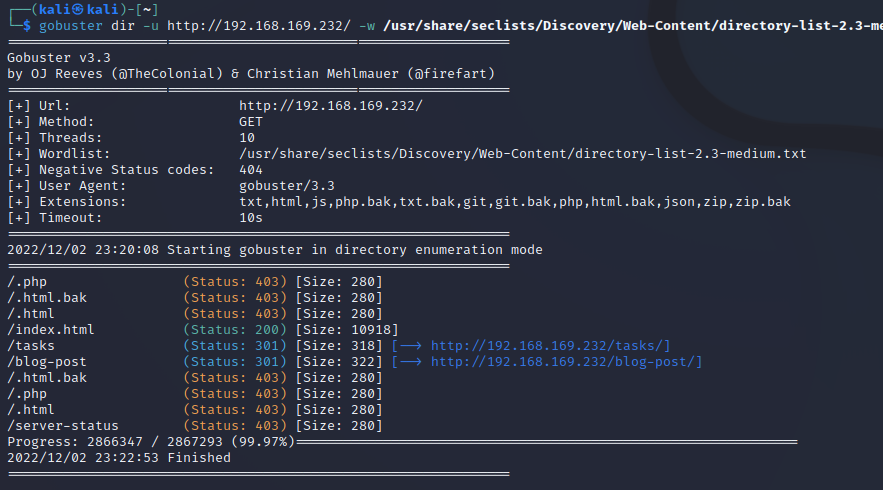 ┌──(kali㉿kali)-[~]
└─$ gobuster dir -u http://192.168.169.232/ -w /usr/share/seclists/Discovery/Web-Content/directory-list-2.3-me
===============================================================
Gobuster v3.3
by OJ Reeves (@TheColonial) & Christian Mehlmauer (@firefart)
===============================================================
[+] Url:                     http://192.168.169.232/
[+] Method:                  GET
[+] Threads:                 10
[+] Wordlist:                /usr/share/seclists/Discovery/Web-Content/directory-list-2.3-medium.txt
[+] Negative Status codes:   404
[+] User Agent:              gobuster/3.3
[+] Extensions:              txt,html,js,php.bak,txt.bak,git,git.bak,php,html.bak,json,zip,zip.bak
[+] Timeout:                 10s
===============================================================
2022/12/02 23:20:08 Starting gobuster in directory enumeration mode
===============================================================
/.php                 (Status: 403) [Size: 280]
/.html.bak            (Status: 403) [Size: 280]
/.html                (Status: 403) [Size: 280]
/index.html           (Status: 200) [Size: 10918]
/tasks                (Status: 301) [Size: 318] [--> http://192.168.169.232/tasks/]
/blog-post            (Status: 301) [Size: 322] [--> http://192.168.169.232/blog-post/]
/.html.bak            (Status: 403) [Size: 280]
/.php                 (Status: 403) [Size: 280]
/.html                (Status: 403) [Size: 280]
/server-status        (Status: 403) [Size: 280]
Progress: 2866347 / 2867293 (99.97%)===============================================================
2022/12/02 23:22:53 Finished
===============================================================